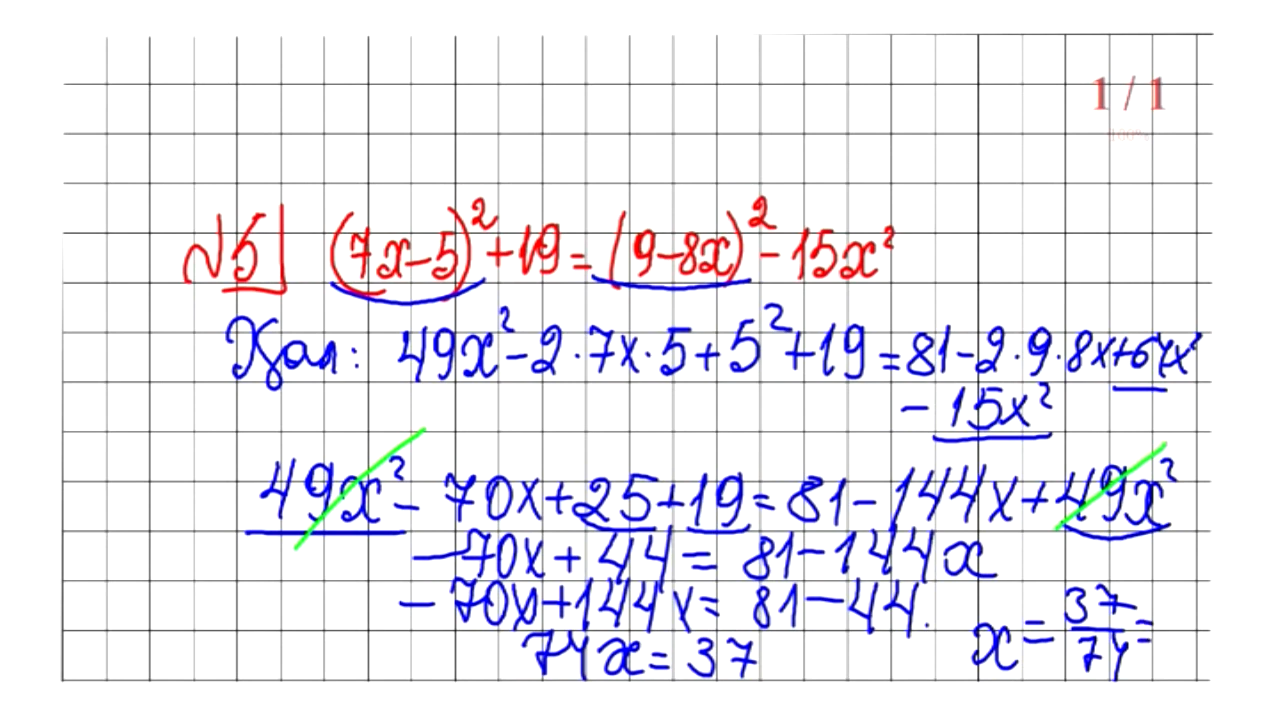 1 / 1
№5 (7x-5)²+19=(9-8x)²-15x²
49x²-2·7x·5+5²+19=81-2·9·8x+64x²
-15x²
49x²-70x+25+19=81-144x+49x²
-70x+44=81-144x
-70x+144x=81-44
74x=37
x=37/74=